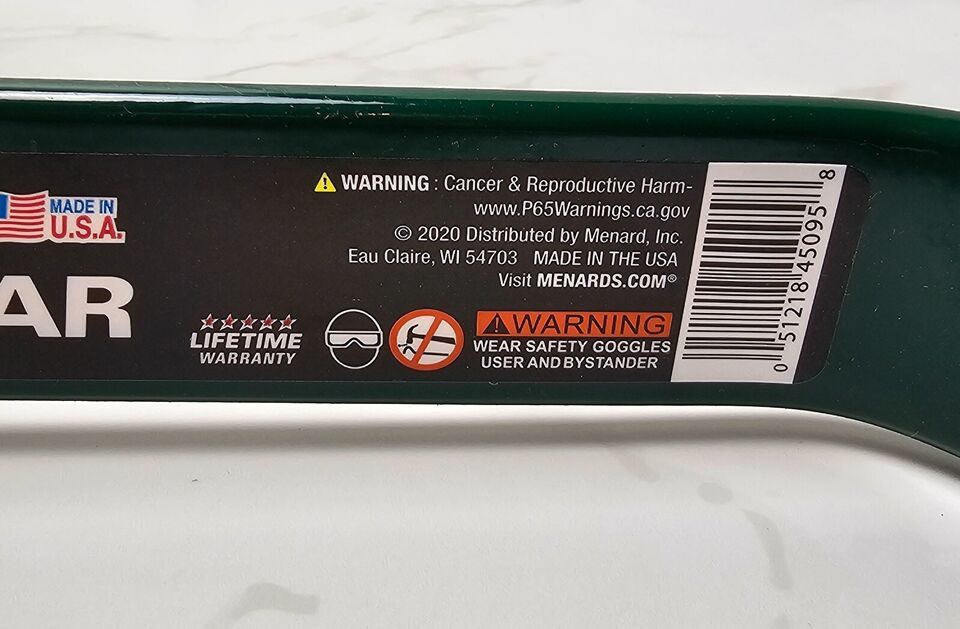 MADE IN
U.S.A.
AR
WARNING : Cancer & Reproductive Harm-
www.P65Warnings.ca.gov
© 2020 Distributed by Menard, Inc.
Eau Claire, WI 54703 MADE IN THE USA
Visit MENARDS.COM®
LIFETIME
WARRANTY
WARNING
WEAR SAFETY GOGGLES
USER AND BYSTANDER
0 51218 45095 8